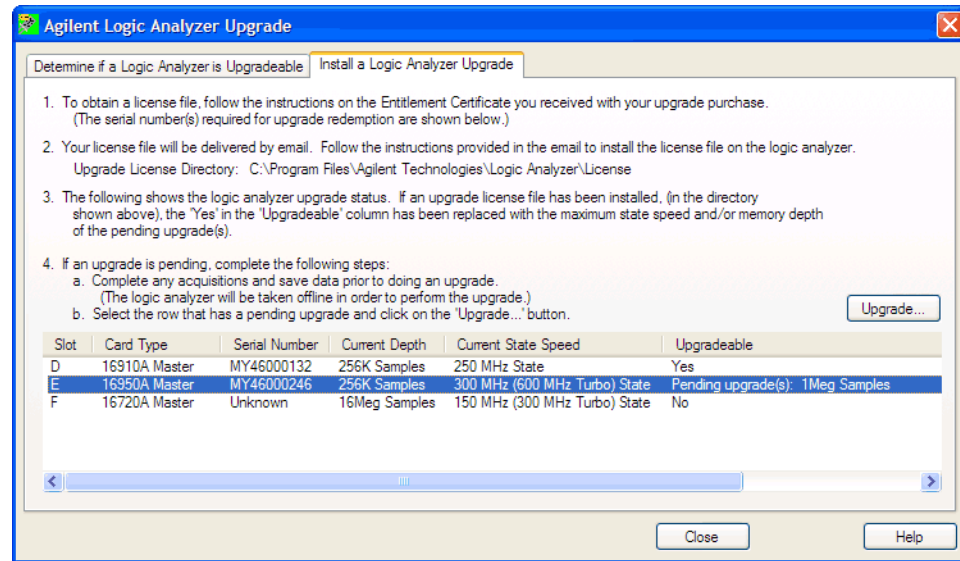 Agilent Logic Analyzer Upgrade
Determine if a Logic Analyzer is Upgradeable
Install a Logic Analyzer Upgrade
1. To obtain a license file, follow the instructions on the Entitlement Certificate you received with your upgrade purchase.
(The serial number(s) required for upgrade redemption are shown below.)
2. Your license file will be delivered by email. Follow the instructions provided in the email to install the license file on the logic analyzer.
Upgrade License Directory: C:\Program Files\Agilent Technologies\Logic Analyzer\License
3. The following shows the logic analyzer upgrade status. If an upgrade license file has been installed, (in the directory
shown above), the 'Yes' in the 'Upgradeable' column has been replaced with the maximum state speed and/or memory depth
of the pending upgrade(s).
4. If an upgrade is pending, complete the following steps:
a. Complete any acquisitions and save data prior to doing an upgrade.
(The logic analyzer will be taken offline in order to perform the upgrade.)
b. Select the row that has a pending upgrade and click on the 'Upgrade...' button.
Upgrade...
Slot Card Type Serial Number Current Depth Current State Speed Upgradeable
D 16910A Master MY46000132 256K Samples 250 MHz State Yes
E 16950A Master MY46000246 256K Samples 300 MHz (600 MHz Turbo) State Pending upgrade(s): 1Meg Samples
F 16720A Master Unknown 16Meg Samples 150 MHz (300 MHz Turbo) State No
Close
Help